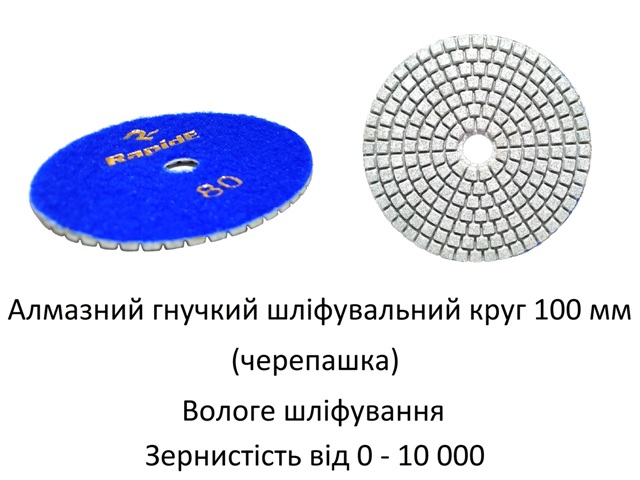 RapidE
80
Алмазний гнучкий шліфувальний круг 100 мм
(черепашка)
Вологе шліфування
Зернистість від 0 - 10 000